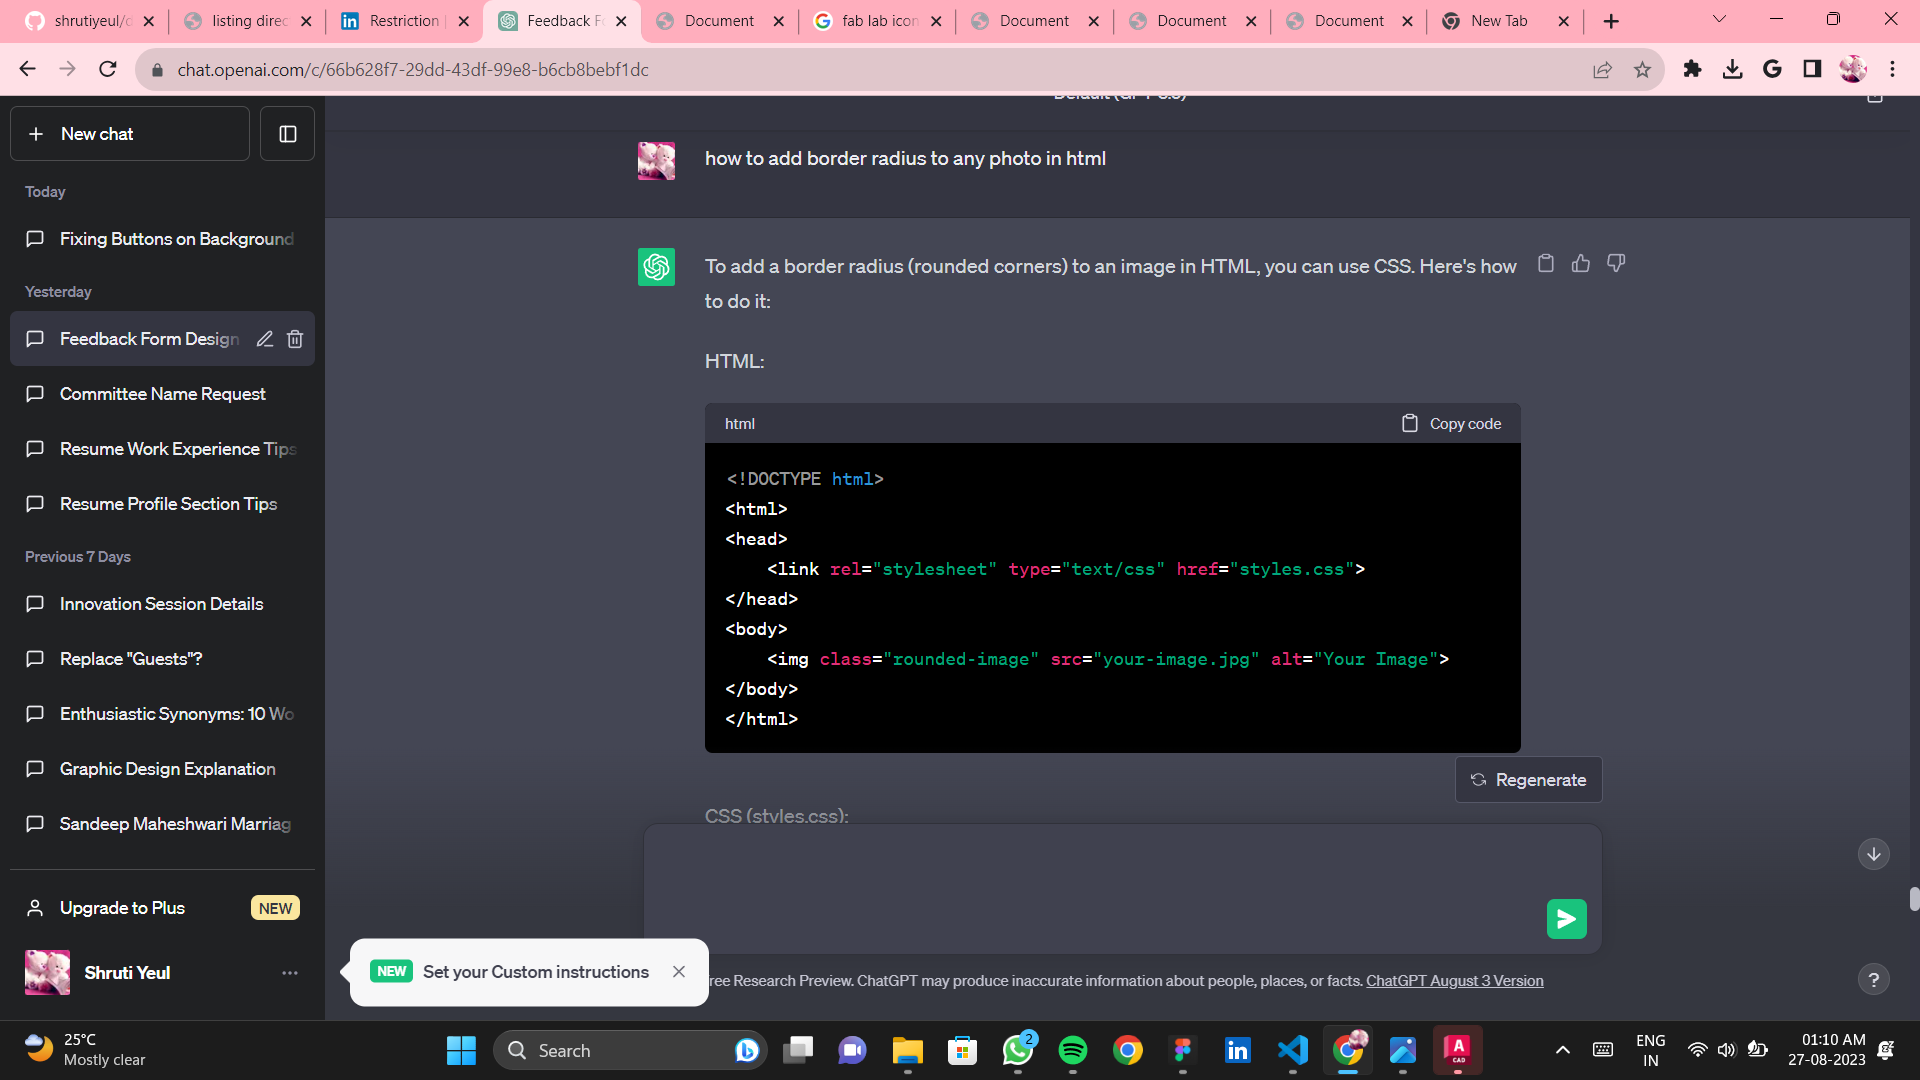 shrutiyeul/d
listing direc
Restriction
Feedback Fo
Document
fab lab icon
Document
Document
Document
New Tab
chat.openai.com/c/66b628f7-29dd-43df-99e8-b6cb8bebf1dc
New chat
Today
Fixing Buttons on Background
Yesterday
Feedback Form Design
Committee Name Request
Resume Work Experience Tips
Resume Profile Section Tips
Previous 7 Days
Innovation Session Details
Replace "Guests"?
Enthusiastic Synonyms: 10 Wo
Graphic Design Explanation
Sandeep Maheshwari Marriag
Upgrade to Plus
NEW
Shruti Yeul
Default (GPT-3.5)
how to add border radius to any photo in html
To add a border radius (rounded corners) to an image in HTML, you can use CSS. Here's how
to do it:
HTML:
html
Copy code
<!DOCTYPE html>
<html>
<head>
    <link rel="stylesheet" type="text/css" href="styles.css">
</head>
<body>
    <img class="rounded-image" src="your-image.jpg" alt="Your Image">
</body>
</html>
Regenerate
CSS (styles.css):
NEW Set your Custom instructions
ree Research Preview. ChatGPT may produce inaccurate information about people, places, or facts. ChatGPT August 3 Version
?
25°C
Mostly clear
Search
2
A
CAD
ENG
IN
01:10 AM
27-08-2023